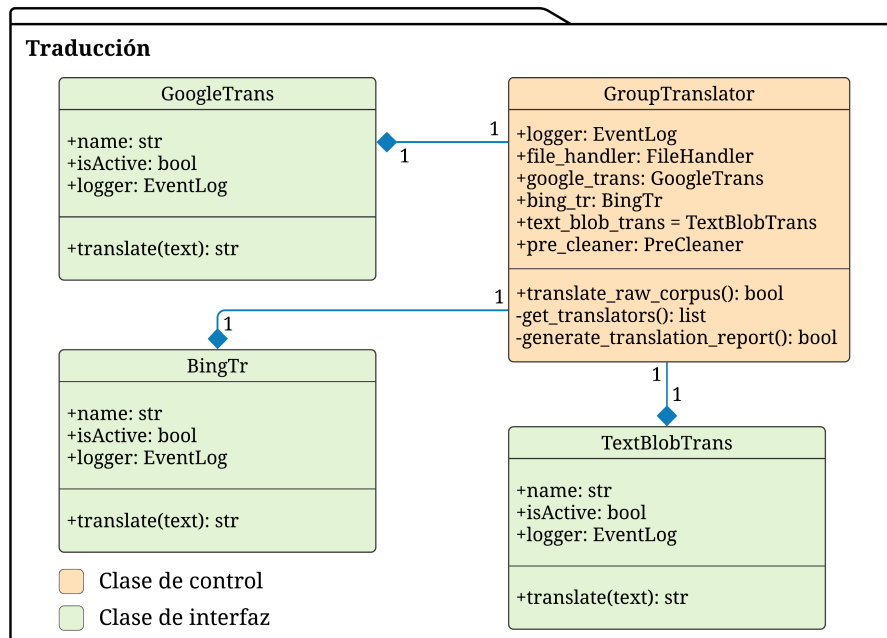 Traducción
GoogleTrans
+name: str
+isActive: bool
+logger: EventLog
+translate(text): str
1
1
GroupTranslator
+logger: EventLog
+file_handler: FileHandler
+google_trans: GoogleTrans
+bing_tr: BingTr
+text_blob_trans = TextBlobTrans
+pre_cleaner: PreCleaner
+translate_raw_corpus(): bool
-get_translators(): list
-generate_translation_report(): bool
1
1
BingTr
+name: str
+isActive: bool
+logger: EventLog
+translate(text): str
1
1
TextBlobTrans
+name: str
+isActive: bool
+logger: EventLog
+translate(text): str
Clase de control
Clase de interfaz